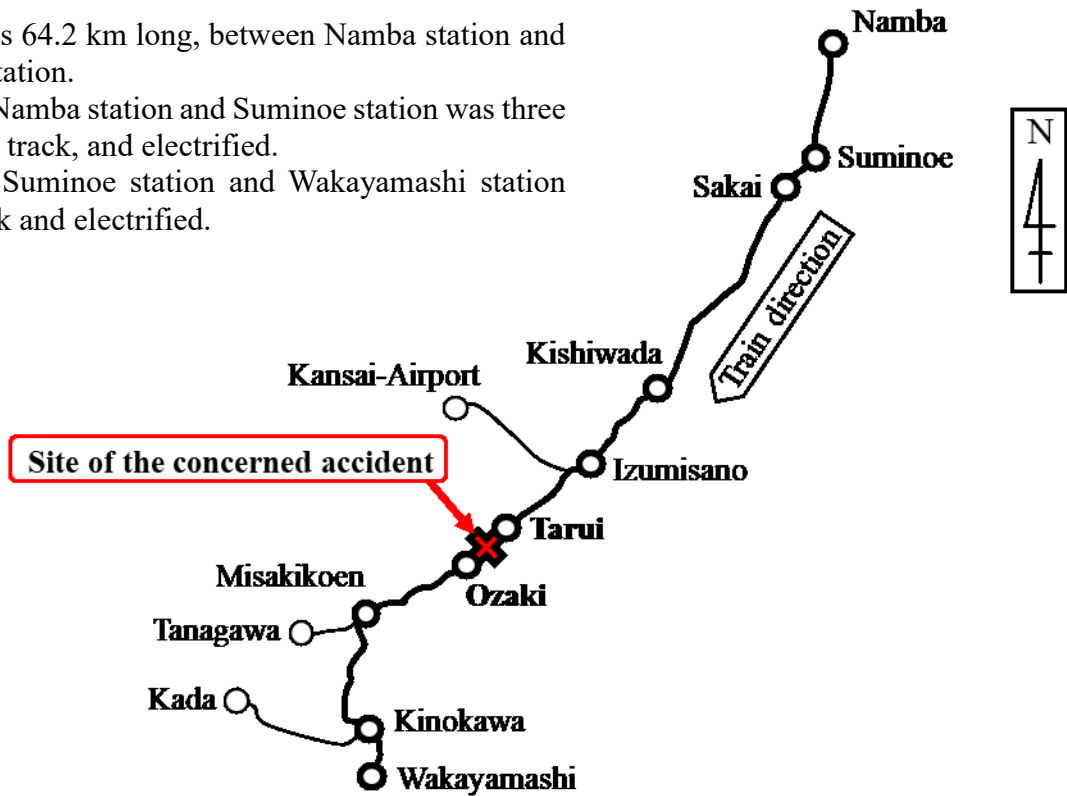 s 64.2 km long, between Namba station and
tation.
Namba station and Suminoe station was three
track, and electrified.
Suminoe station and Wakayamashi station
k and electrified.
Namba
N
Suminoe
Sakai
Train direction
Kishiwada
Kansai-Airport
Site of the concerned accident
Izumisano
Tarui
Misakikoen
Ozaki
Tanagawa
Kada
Kinokawa
Wakayamashi